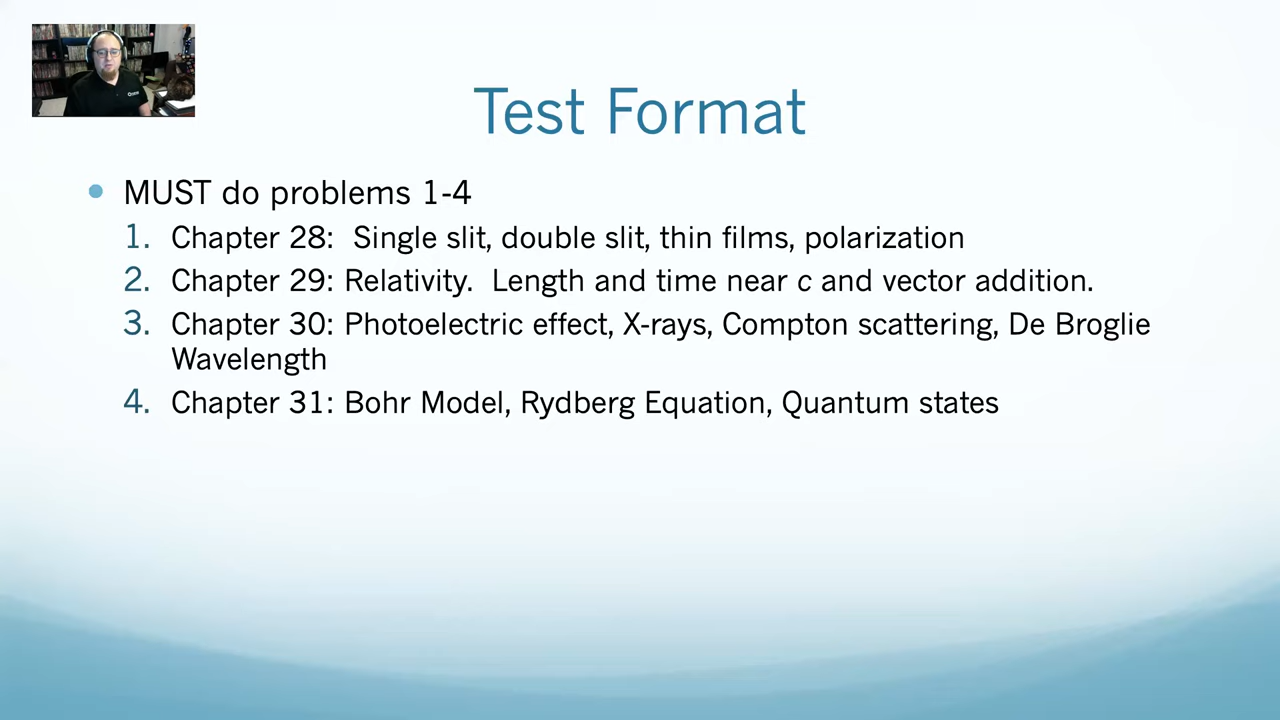 Test Format
• MUST do problems 1-4
1. Chapter 28:  Single slit, double slit, thin films, polarization
2. Chapter 29: Relativity.  Length and time near c and vector addition.
3. Chapter 30: Photoelectric effect, X-rays, Compton scattering, De Broglie
Wavelength
4. Chapter 31: Bohr Model, Rydberg Equation, Quantum states